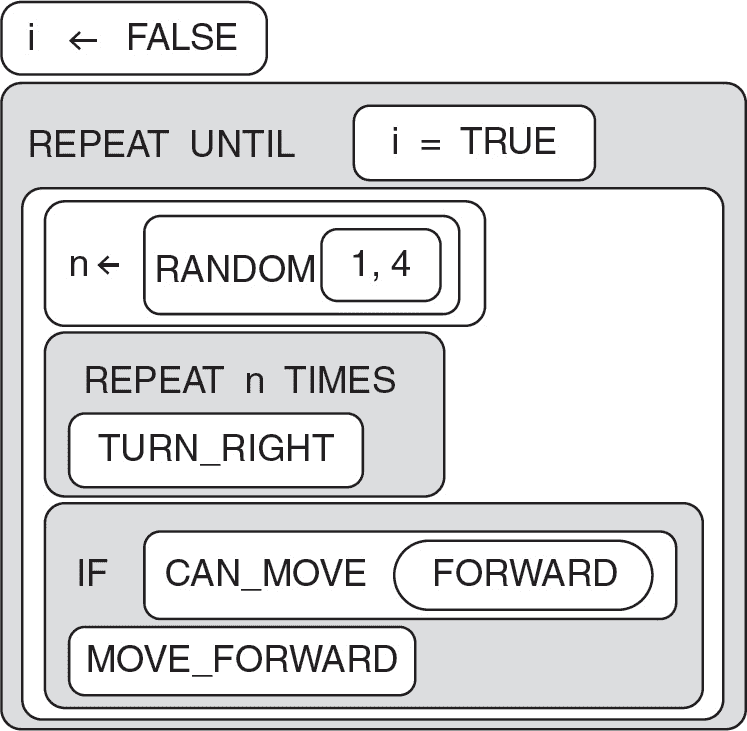 i ← FALSE
REPEAT UNTIL i = TRUE
n← RANDOM 1, 4
REPEAT n TIMES
TURN_RIGHT
IF CAN_MOVE FORWARD
MOVE_FORWARD